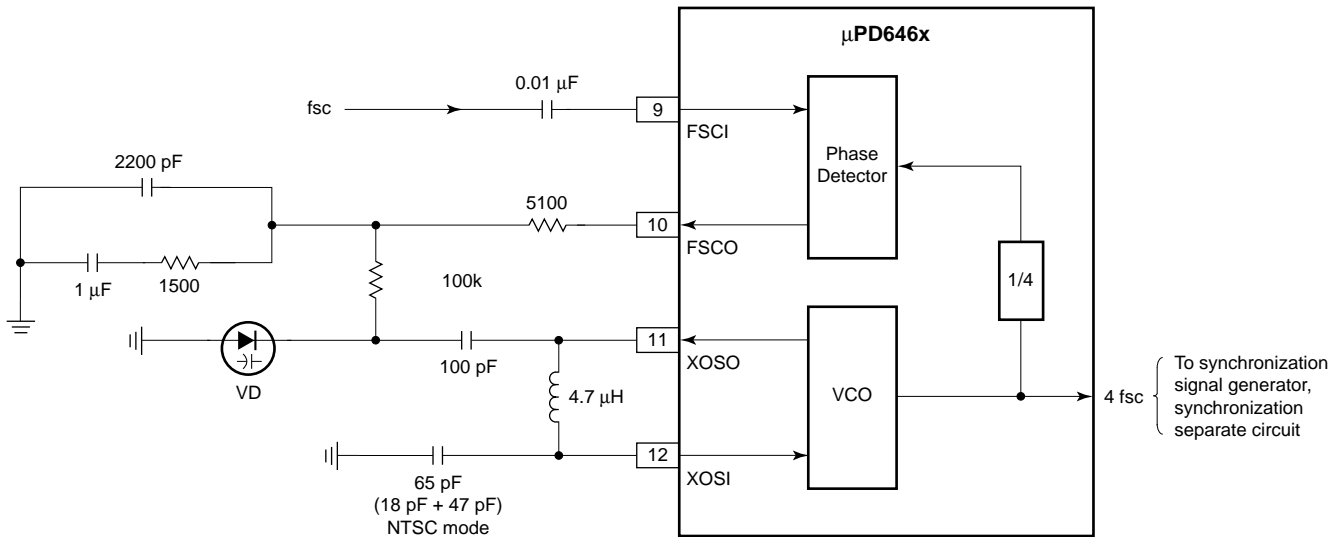 μPD646x
0.01 μF
fsc
9
FSCI
Phase
Detector
2200 pF
5100
10
FSCO
1 μF
1500
100k
1/4
11
XOSO
100 pF
VD
4.7 μH
VCO
4 fsc
To synchronization
signal generator,
synchronization
separate circuit
12
XOSI
65 pF
(18 pF + 47 pF)
NTSC mode